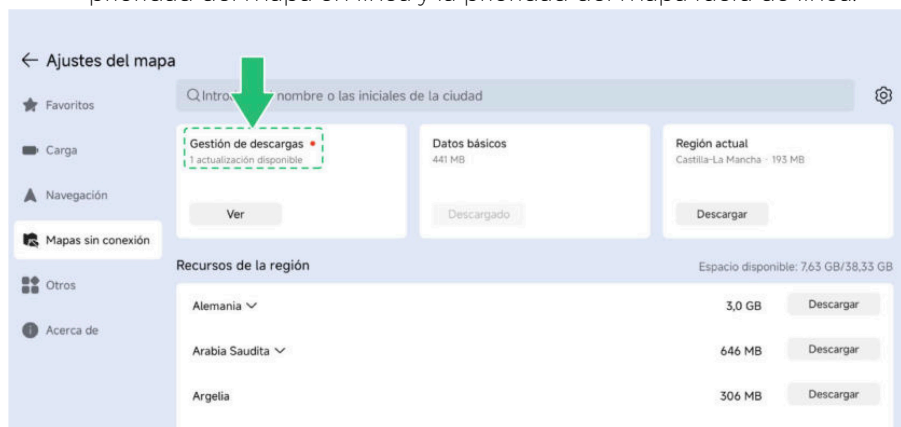 prioridad del mapa en línea y la prioridad del mapa fuera de línea.
Ajustes del mapa
Favoritos
Carga
Navegación
Mapas sin conexión
Otros
Acerca de
nombre o las iniciales de la ciudad
Gestión de descargas
1 actualización disponible
Ver
Datos básicos
441 MB
Descargado
Región actual
Castilla-La Mancha · 193 MB
Descargar
Recursos de la región
Espacio disponible: 7,63 GB/38,33 GB
Alemania
3,0 GB
Descargar
Arabia Saudita
646 MB
Descargar
Argelia
306 MB
Descargar